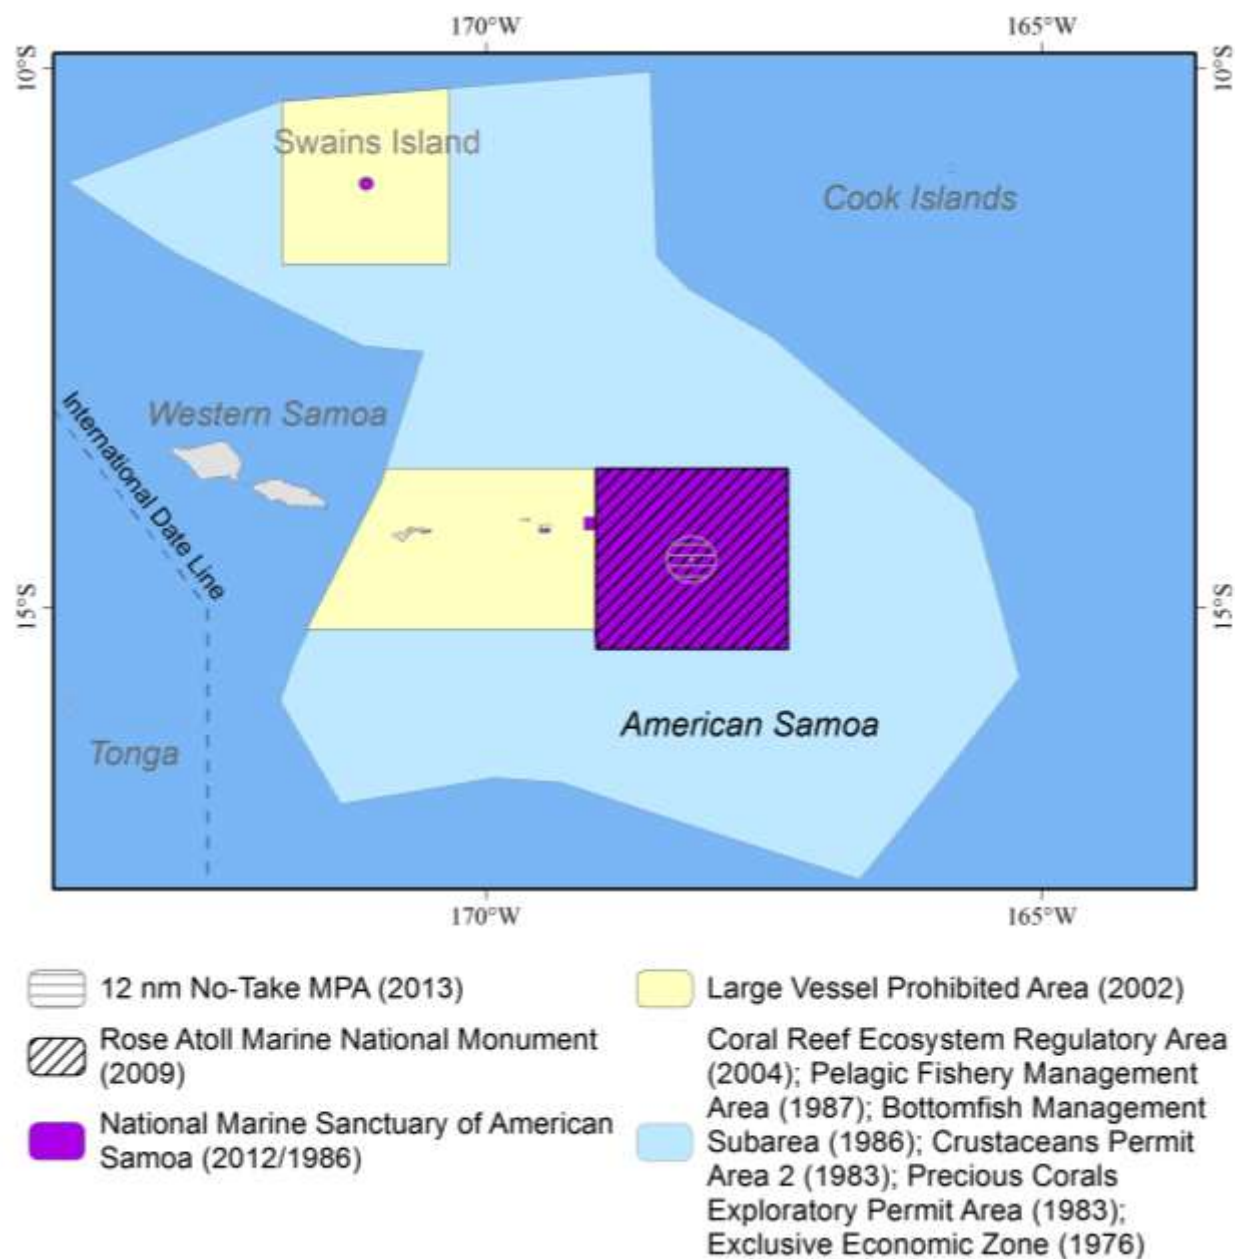 170°W
165°W
10°S
10°S
Swains Island
Cook Islands
Western Samoa
International Date Line
15°S
15°S
American Samoa
Tonga
170°W
165°W
12 nm No-Take MPA (2013)
Rose Atoll Marine National Monument
(2009)
National Marine Sanctuary of American
Samoa (2012/1986)
Large Vessel Prohibited Area (2002)
Coral Reef Ecosystem Regulatory Area
(2004); Pelagic Fishery Management
Area (1987); Bottomfish Management
Subarea (1986); Crustaceans Permit
Area 2 (1983); Precious Corals
Exploratory Permit Area (1983);
Exclusive Economic Zone (1976)